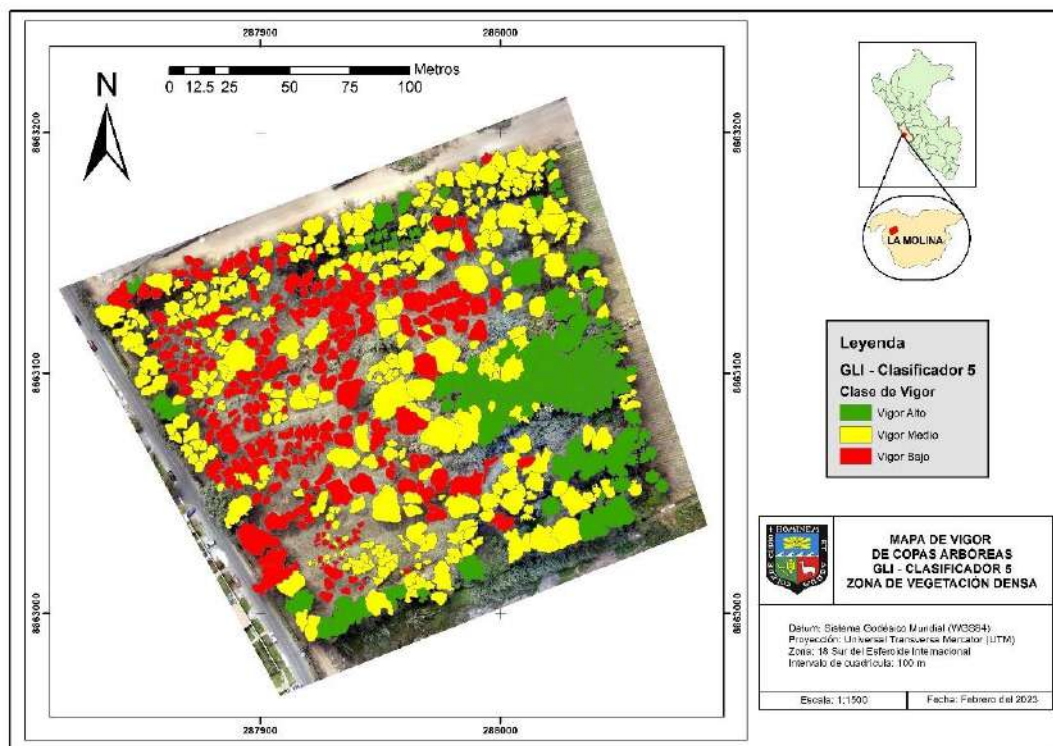 287900
288000
N
Metros
0 12.5 25 50 75 100
8663200
8663200
8663100
8663100
8663000
8663000
287900
288000
LA MOLINA
Leyenda
GLI - Clasificador 5
Clase de Vigor
Vigor Alto
Vigor Medio
Vigor Bajo
MAPA DE VIGOR
DE COPAS ARBÓREAS
GLI - CLASIFICADOR 5
ZONA DE VEGETACIÓN DENSA
Datum: Sistema Godésico Mundial (WGS84)
Proyección: Universal Transversa Mercator (UTM)
Zona: 18 Sur del Esferoide Internacional
Intervalo de cuadrícula: 100 m
Escala: 1:1500
Fecha: Febrero del 2023